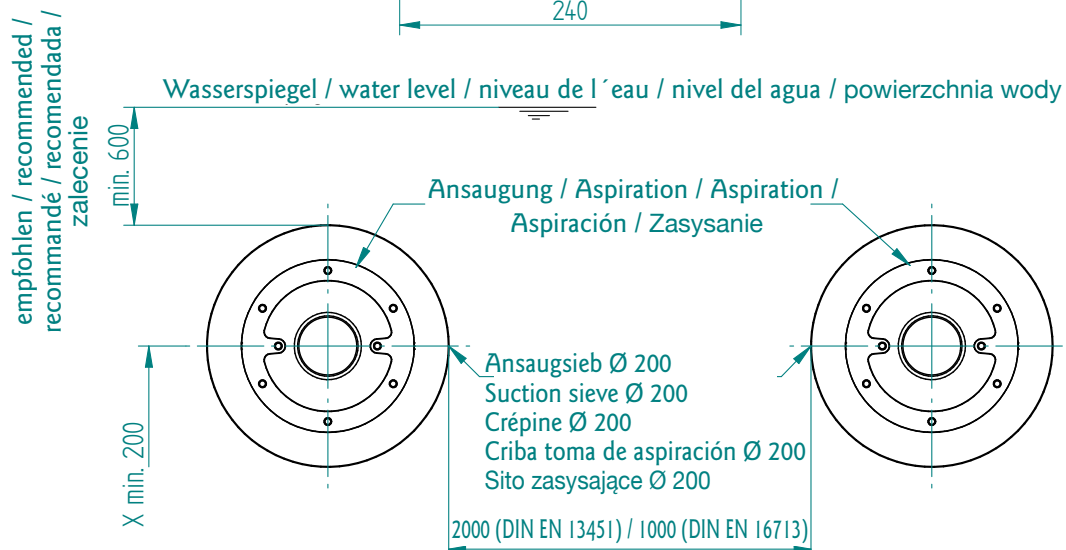 240
Wasserspiegel / water level / niveau de l´eau / nivel del agua / powierzchnia wody
empfohlen / recommended /
recommandé / recomendada /
zalecenie
min. 600
Ansaugung / Aspiration / Aspiration /
Aspiración / Zasysanie
Ansaugsieb Ø 200
Suction sieve Ø 200
Crépine Ø 200
Criba toma de aspiración Ø 200
Sito zasysające Ø 200
X min. 200
2000 (DIN EN 13451) / 1000 (DIN EN 16713)